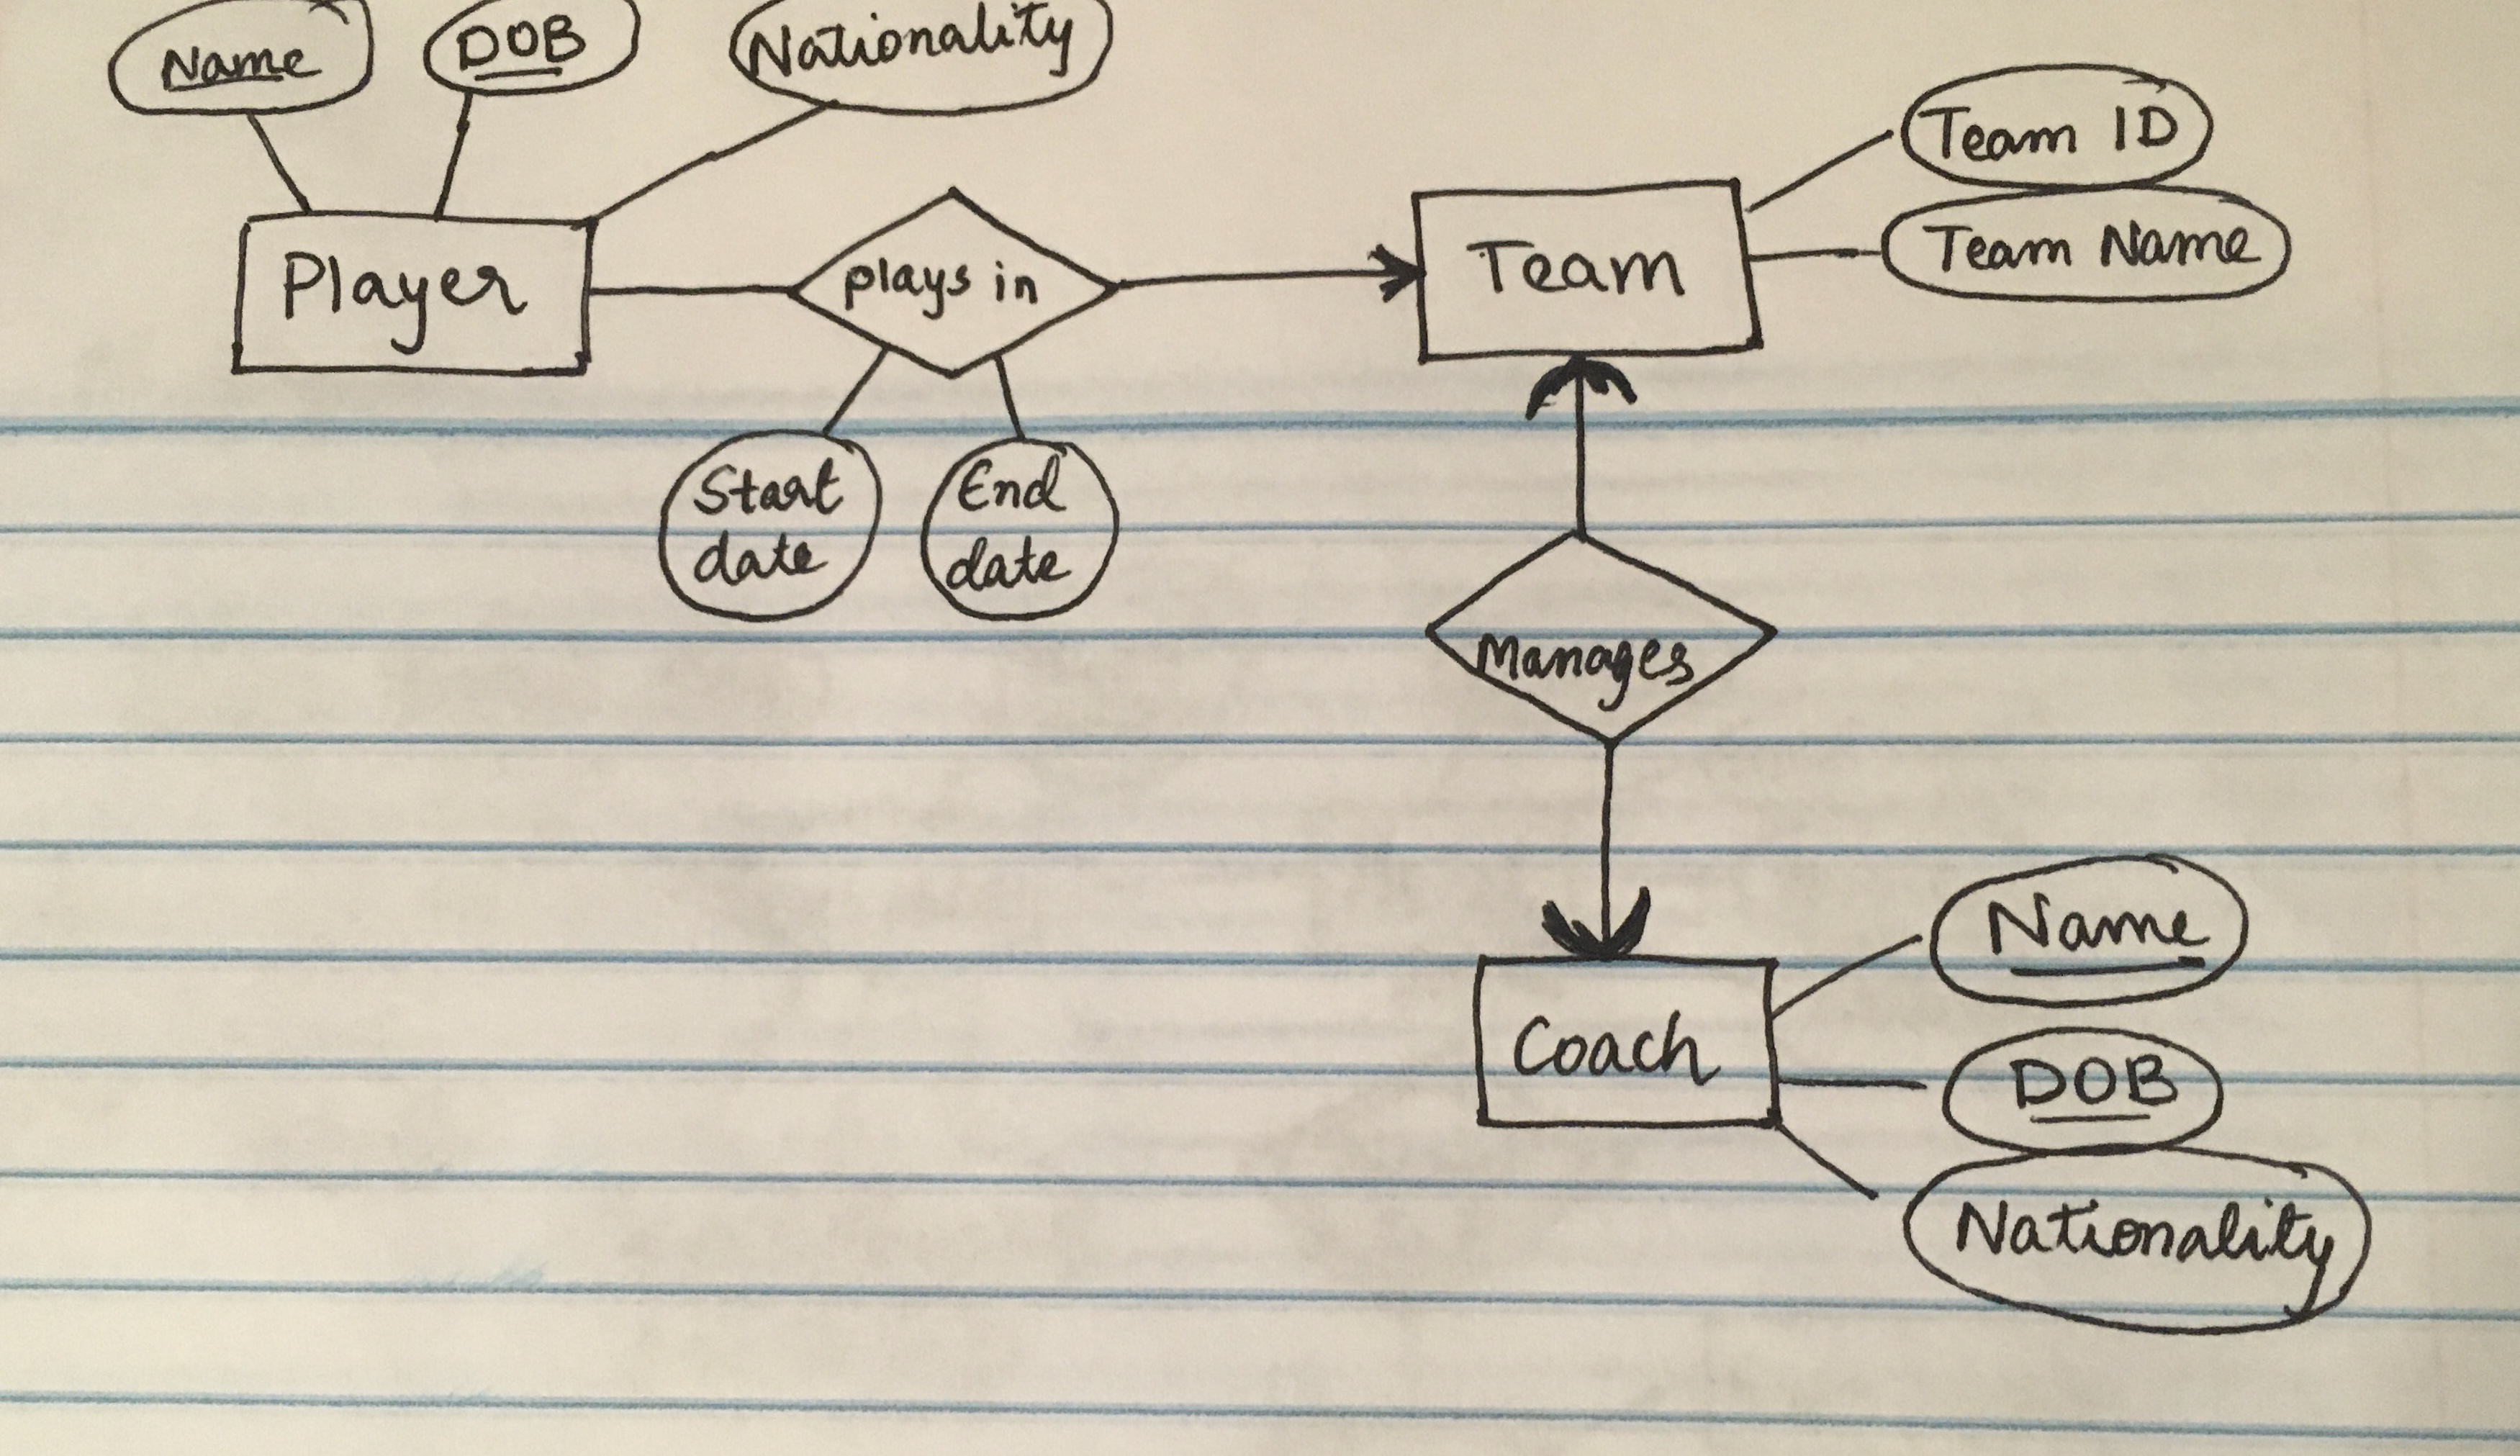 Name
DOB
Nationality
Team ID
Team Name
Player
plays in
Team
Start
date
End
date
Manages
Name
Coach
DOB
Nationality